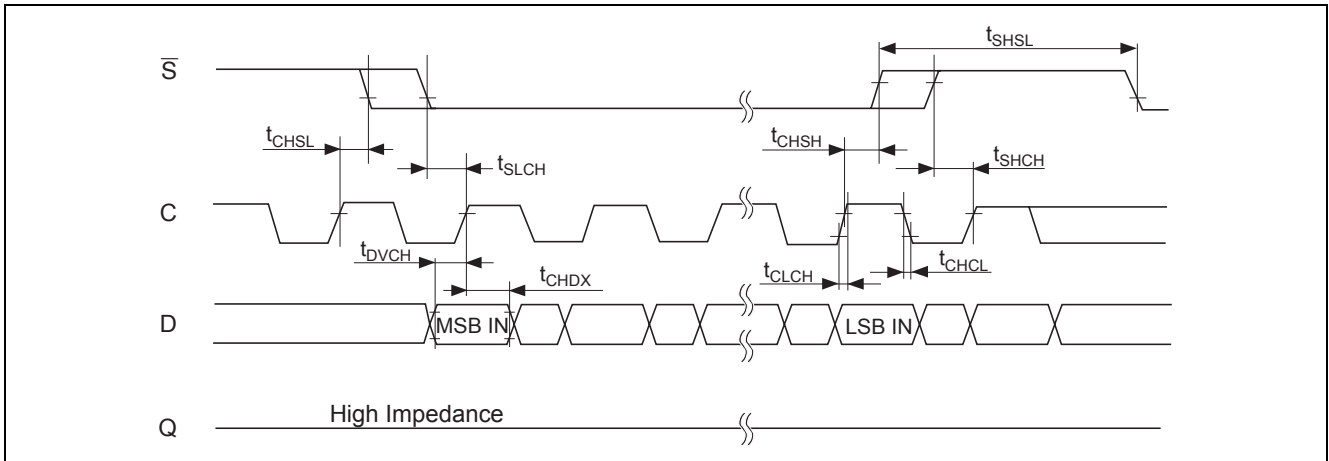 S̅
tSHSL
tCHSL
tSLCH
tCHSH
tSHCH
C
tDVCH
tCHDX
tCLCH
tCHCL
D
MSB IN
LSB IN
High Impedance
Q